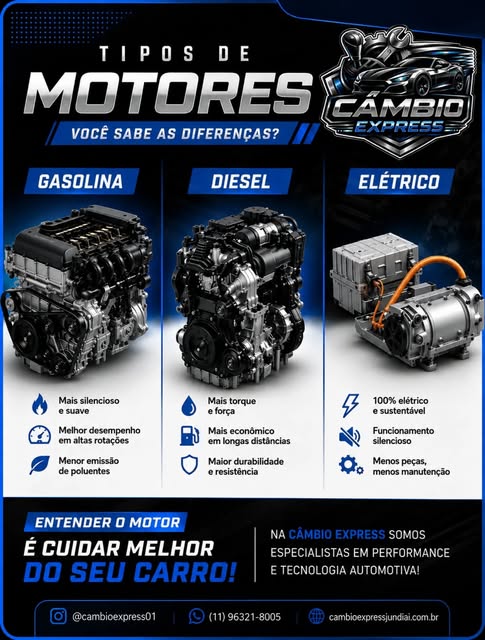 TIPOS DE
MOTORES
VOCÊ SABE AS DIFERENÇAS?
CÂMBIO
EXPRESS
GASOLINA
Mais silencioso
e suave
Melhor desempenho
em altas rotações
Menor emissão
de poluentes
DIESEL
Mais torque
e força
Mais econômico
em longas distâncias
Maior durabilidade
e resistência
ELÉTRICO
100% elétrico
e sustentável
Funcionamento
silencioso
Menos peças,
menos manutenção
ENTENDER O MOTOR
É CUIDAR MELHOR
DO SEU CARRO!
NA CÂMBIO EXPRESS SOMOS
ESPECIALISTAS EM PERFORMANCE
E TECNOLOGIA AUTOMOTIVA!
@cambioexpress01
(11) 96321-8005
cambioexpressjundiai.com.br